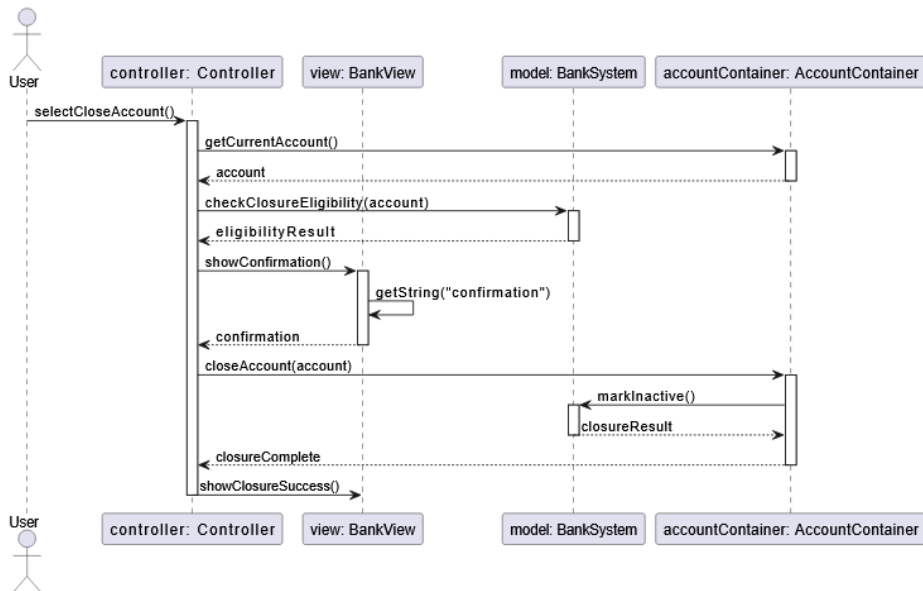 User
controller: Controller
view: BankView
model: BankSystem
accountContainer: AccountContainer
selectCloseAccount()
getCurrentAccount()
account
checkClosureEligibility(account)
eligibilityResult
showConfirmation()
getString("confirmation")
confirmation
closeAccount(account)
markInactive()
closureResult
closureComplete
showClosureSuccess()
User
controller: Controller
view: BankView
model: BankSystem
accountContainer: AccountContainer